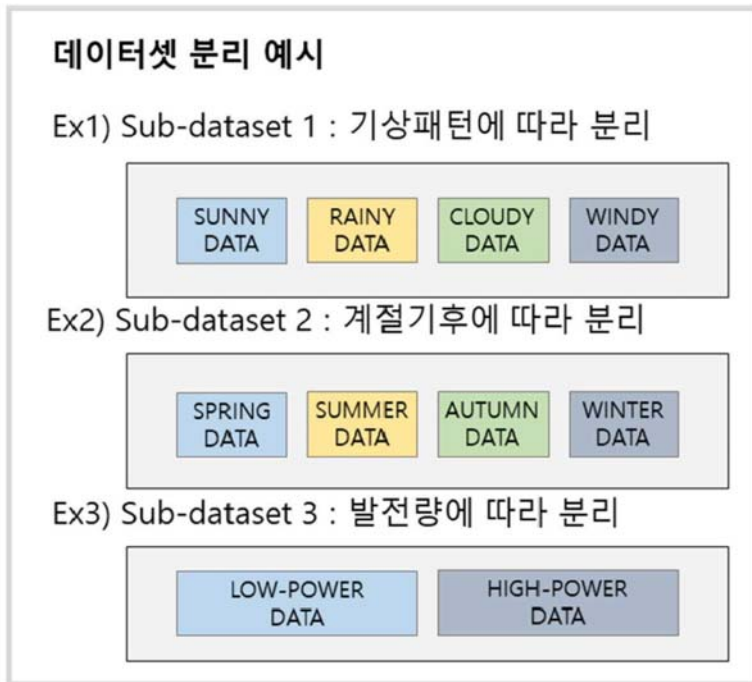 데이터셋 분리 예시
Ex1) Sub-dataset 1 : 기상패턴에 따라 분리
SUNNY RAINY CLOUDY WINDY
DATA DATA DATA DATA
Ex2) Sub-dataset 2 : 계절기후에 따라 분리
SPRING SUMMER AUTUMN WINTER
DATA DATA DATA DATA
Ex3) Sub-dataset 3 : 발전량에 따라 분리
LOW-POWER HIGH-POWER
DATA DATA